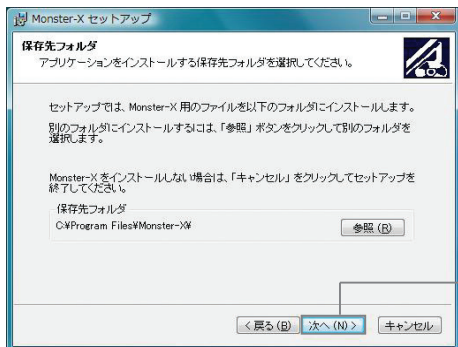 Monster-X セットアップ
保存先フォルダ
アプリケーションをインストールする保存先フォルダを選択してください。
セットアップでは、Monster-X 用のファイルを以下のフォルダにインストールします。
別のフォルダにインストールするには、「参照」ボタンをクリックして別のフォルダを
選択します。
Monster-X をインストールしない場合は、「キャンセル」をクリックしてセットアップを
終了してください。
保存先フォルダ
C:¥Program Files¥Monster-X¥
参照 (R)
< 戻る (B)
次へ (N) >
キャンセル